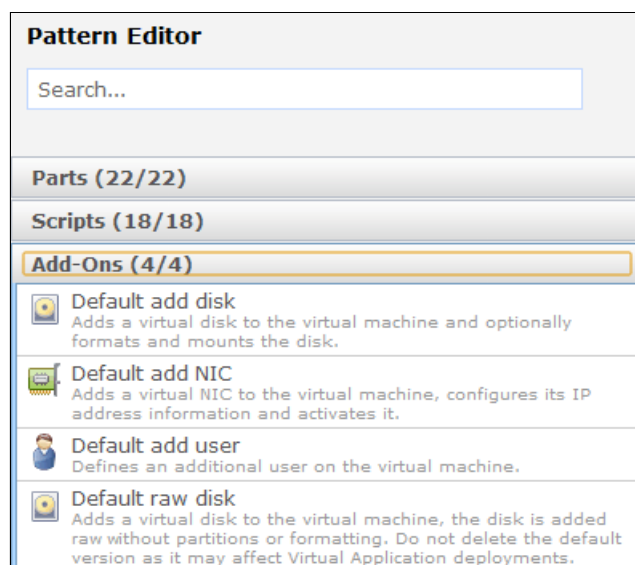 Pattern Editor
Search...
Parts (22/22)
Scripts (18/18)
Add-Ons (4/4)
Default add disk
Adds a virtual disk to the virtual machine and optionally
formats and mounts the disk.
Default add NIC
Adds a virtual NIC to the virtual machine, configures its IP
address information and activates it.
Default add user
Defines an additional user on the virtual machine.
Default raw disk
Adds a virtual disk to the virtual machine, the disk is added
raw without partitions or formatting. Do not delete the default
version as it may affect Virtual Application deployments.